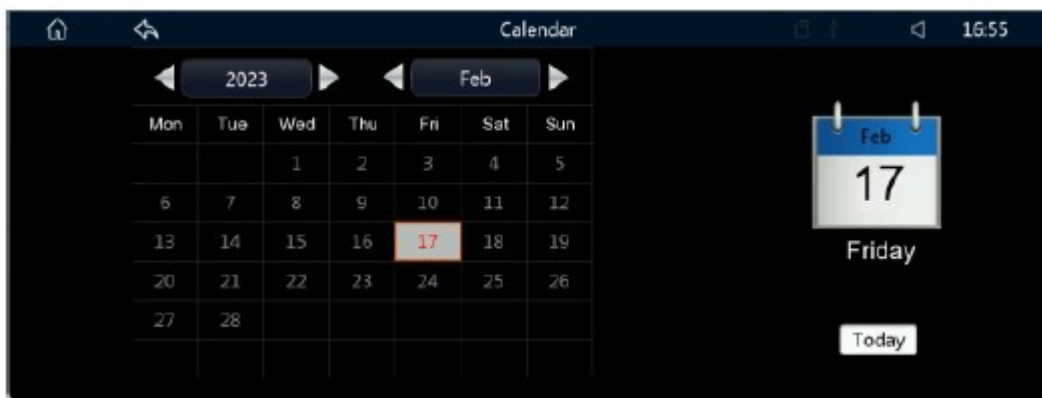 Calendar 16:55
2023 Feb
Mon Tue Wed Thu Fri Sat Sun
1 2 3 4 5
6 7 8 9 10 11 12
13 14 15 16 17 18 19
20 21 22 23 24 25 26
27 28
Feb
17
Friday
Today